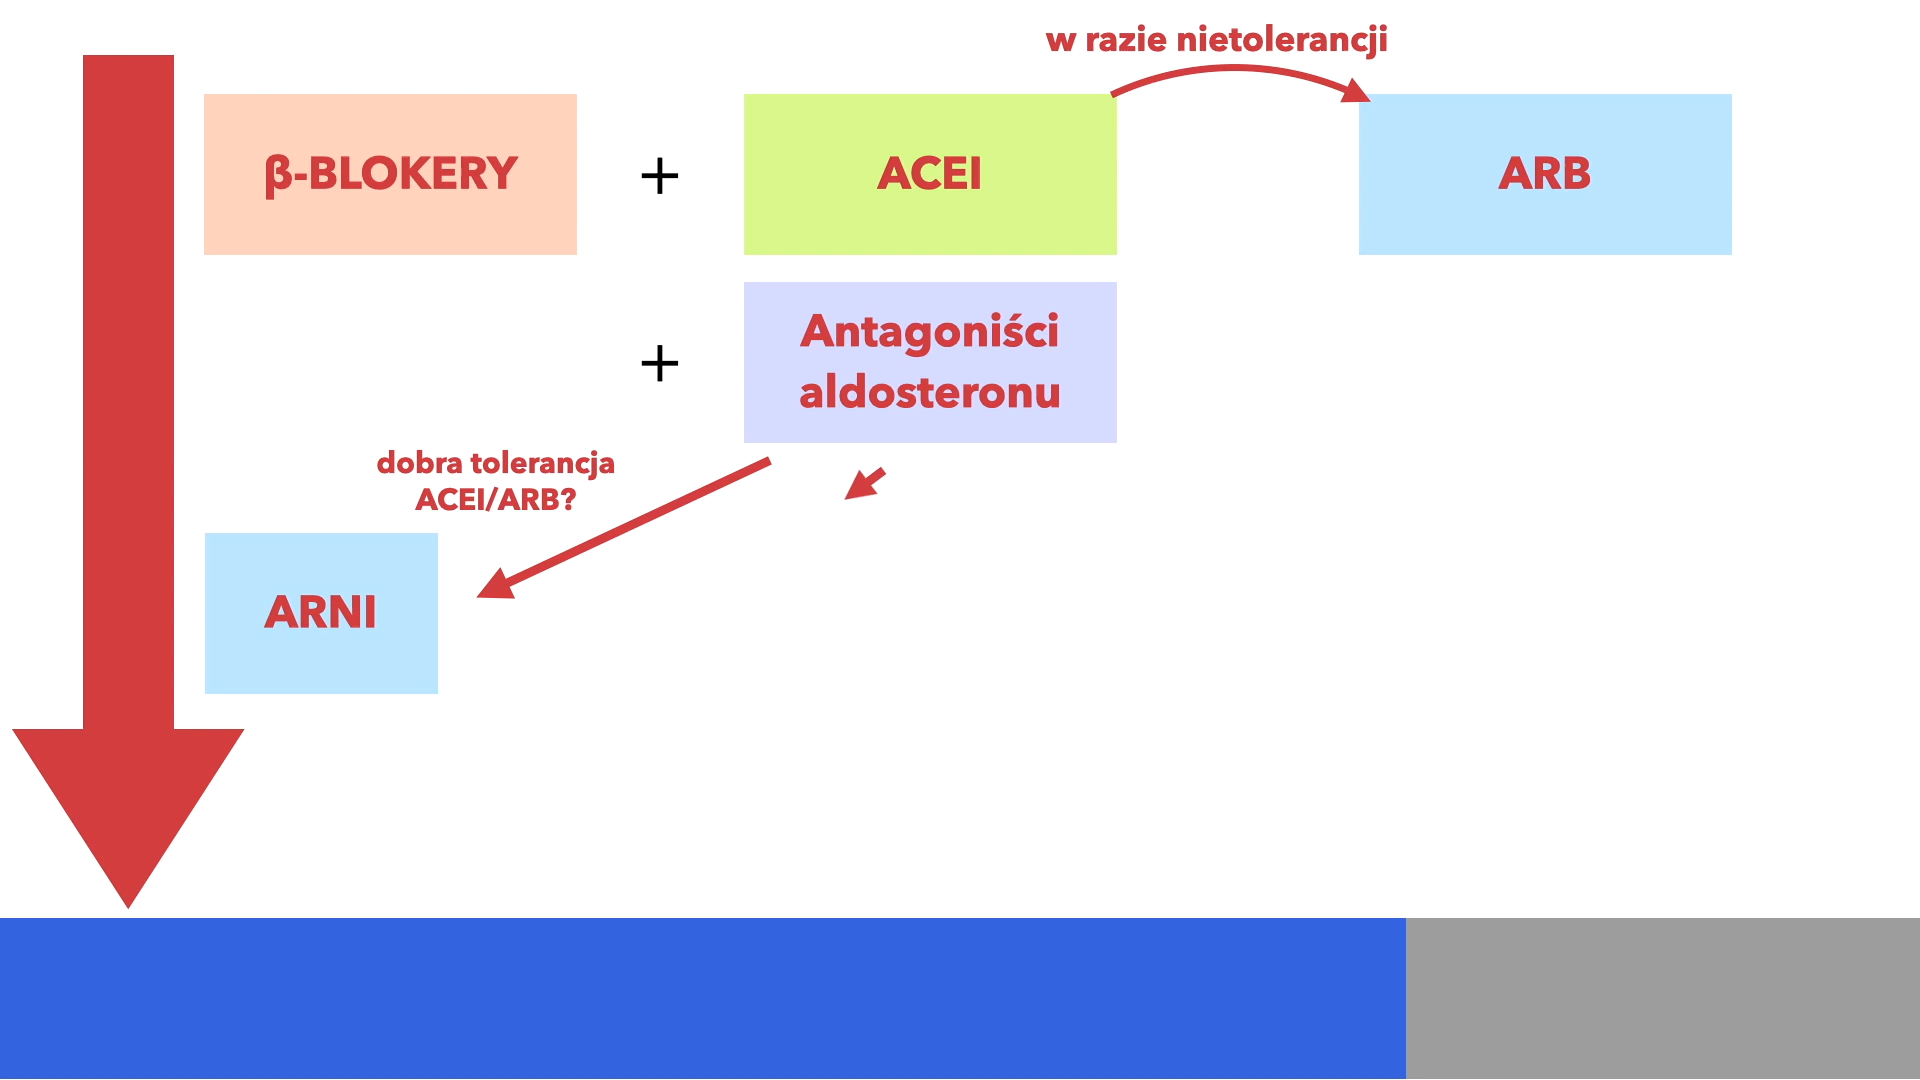 w razie nietolerancji
β-BLOKERY + ACEI ARB
+ Antagoniści
aldosteronu
dobra tolerancja
ACEI/ARB?
ARNI